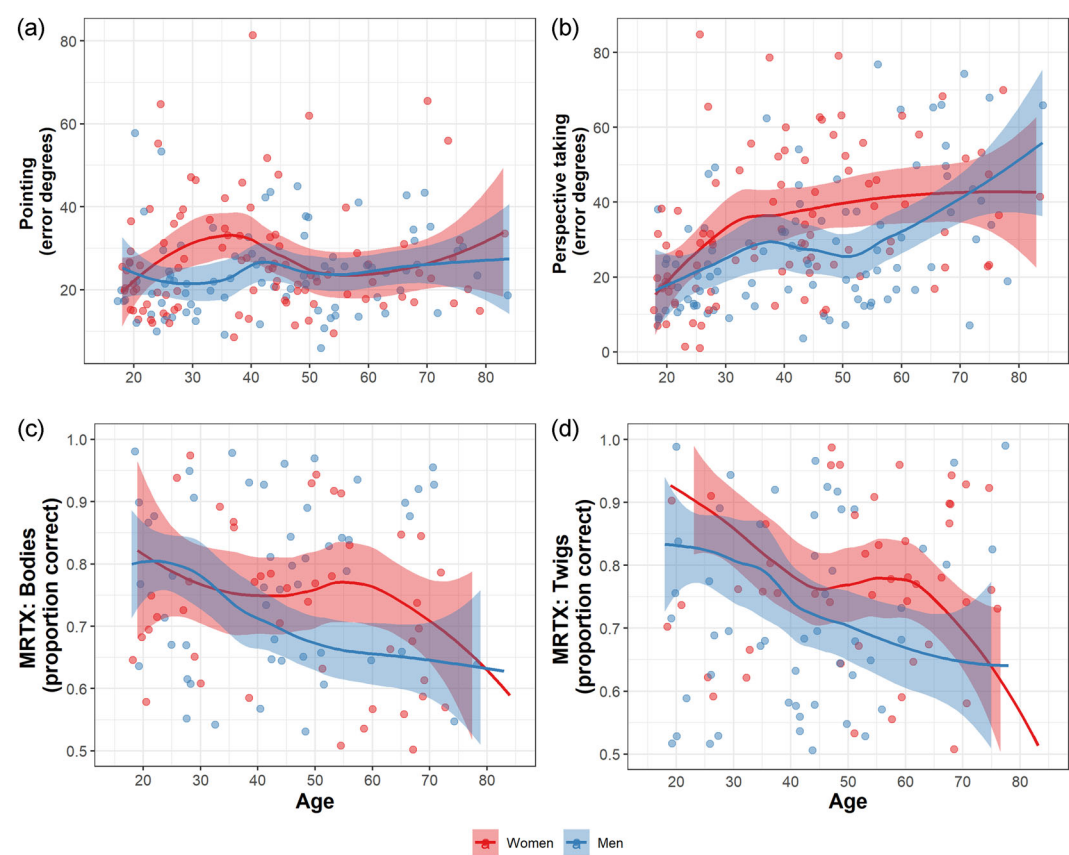 (a)
Pointing
(error degrees)
80
60
40
20
20 30 40 50 60 70 80
(b)
Perspective taking
(error degrees)
80
60
40
20
0
20 30 40 50 60 70 80
(c)
MRTX: Bodies
(proportion correct)
1.0
0.9
0.8
0.7
0.6
0.5
20 30 40 50 60 70 80
Age
(d)
MRTX: Twigs
(proportion correct)
1.0
0.9
0.8
0.7
0.6
0.5
20 30 40 50 60 70 80
Age
a Women a Men